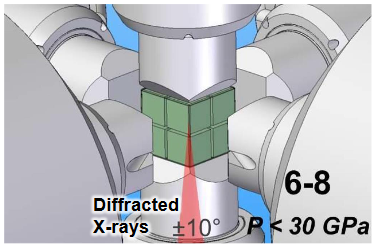 6-8
Diffracted
X-rays
±10° P < 30 GPa